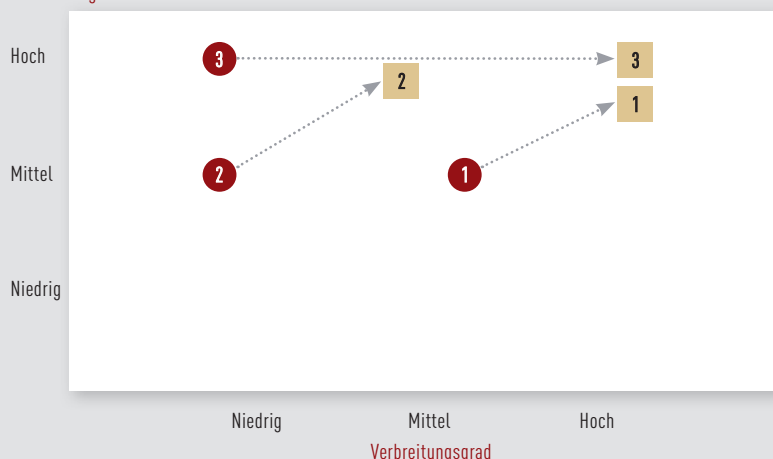 Hoch
3
3
2
1
Mittel
2
1
Niedrig
Niedrig
Mittel
Hoch
Verbreitungsgrad